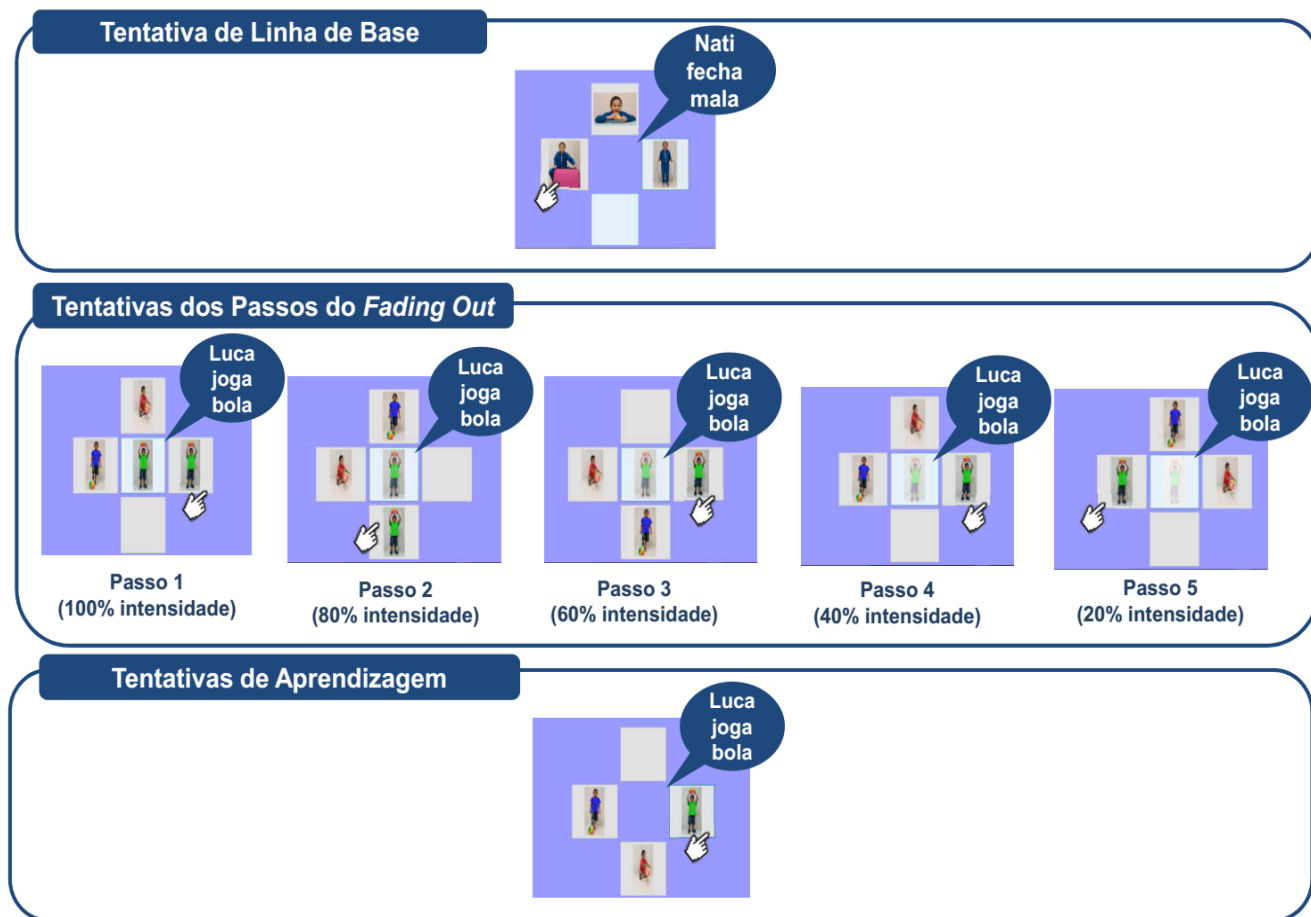 Tentativa de Linha de Base
Nati
fecha
mala
Tentativas dos Passos do Fading Out
Luca
joga
bola
Luca
joga
bola
Luca
joga
bola
Luca
joga
bola
Luca
joga
bola
Passo 1
(100% intensidade)
Passo 2
(80% intensidade)
Passo 3
(60% intensidade)
Passo 4
(40% intensidade)
Passo 5
(20% intensidade)
Tentativas de Aprendizagem
Luca
joga
bola